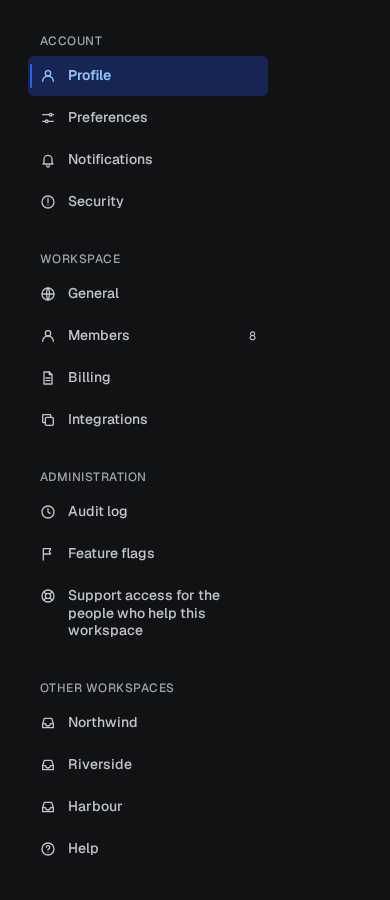 ACCOUNT
Profile
Preferences
Notifications
Security
WORKSPACE
General
Members 8
Billing
Integrations
ADMINISTRATION
Audit log
Feature flags
Support access for the
people who help this
workspace
OTHER WORKSPACES
Northwind
Riverside
Harbour
Help